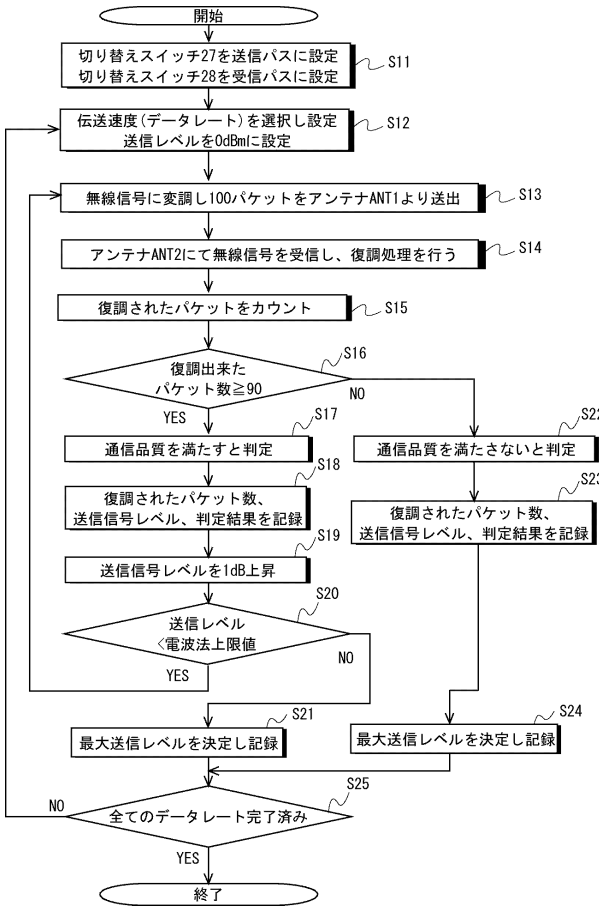 開始
切り替えスイッチ27を送信パスに設定
切り替えスイッチ28を受信パスに設定
S11
伝送速度(データレート)を選択し設定
送信レベルを0dBmに設定
S12
無線信号に変調し100パケットをアンテナANT1より送出
S13
アンテナANT2にて無線信号を受信し、復調処理を行う
S14
復調されたパケットをカウント
S15
復調出来た
パケット数≧90
S16
YES
NO
通信品質を満たすと判定
S17
通信品質を満たさないと判定
S22
復調されたパケット数、
送信信号レベル、判定結果を記録
S18
復調されたパケット数、
送信信号レベル、判定結果を記録
S23
送信信号レベルを1dB上昇
S19
送信レベル
<電波法上限値
S20
YES
NO
最大送信レベルを決定し記録
S21
最大送信レベルを決定し記録
S24
全てのデータレート完了済み
S25
NO
YES
終了